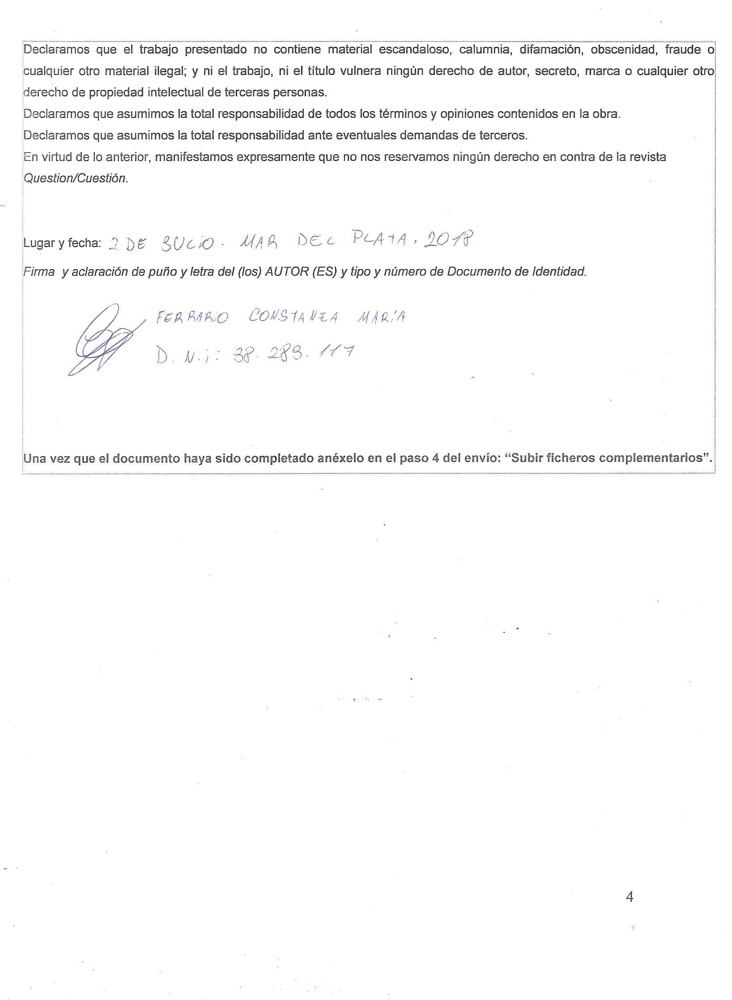 Declaramos que el trabajo presentado no contiene material escandaloso, calumnia, difamación, obscenidad, fraude o
cualquier otro material ilegal; y ni el trabajo, ni el título vulnera ningún derecho de autor, secreto, marca o cualquier otro
derecho de propiedad intelectual de terceras personas.
Declaramos que asumimos la total responsabilidad de todos los términos y opiniones contenidos en la obra.
Declaramos que asumimos la total responsabilidad ante eventuales demandas de terceros.
En virtud de lo anterior, manifestamos expresamente que no nos reservamos ningún derecho en contra de la revista
Question/Cuestión.
Lugar y fecha: 2 DE JULIO. MAR DEL PLATA. 2018
Firma y aclaración de puño y letra del (los) AUTOR (ES) y tipo y número de Documento de Identidad.
FERRARIO CONSTANZA MARÍA
D.N.i: 38.289.117
Una vez que el documento haya sido completado anéxelo en el paso 4 del envío: “Subir ficheros complementarios”.
4